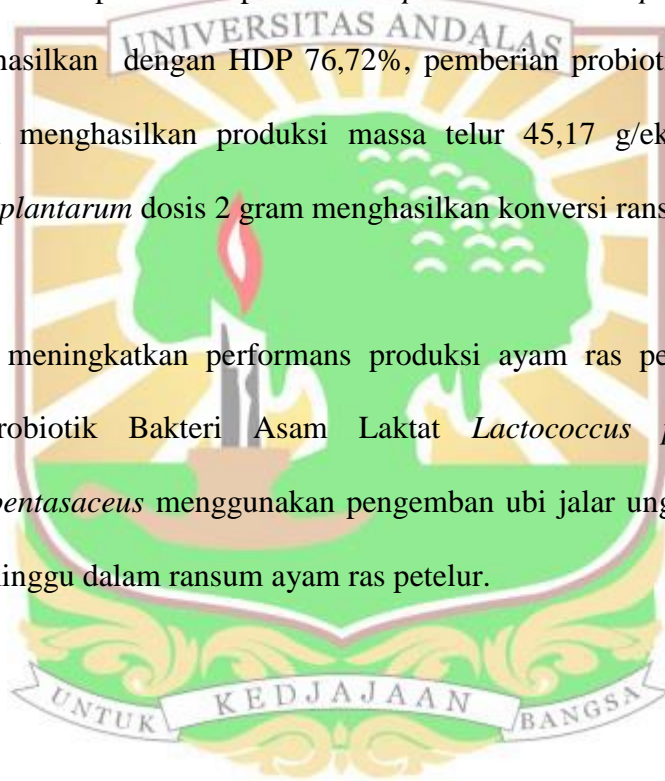 UNIVERSITAS ANDALAS
hasilkan dengan HDP 76,72%, pemberian probiot
menghasilkan produksi massa telur 45,17 g/ek
plantarum dosis 2 gram menghasilkan konversi rans
meningkatkan performans produksi ayam ras pe
robiotik Bakteri Asam Laktat Lactococcus p
pentasaceus menggunakan pengemban ubi jalar ung
inggu dalam ransum ayam ras petelur.
UNTUK KEDJAJAAN BANGSA